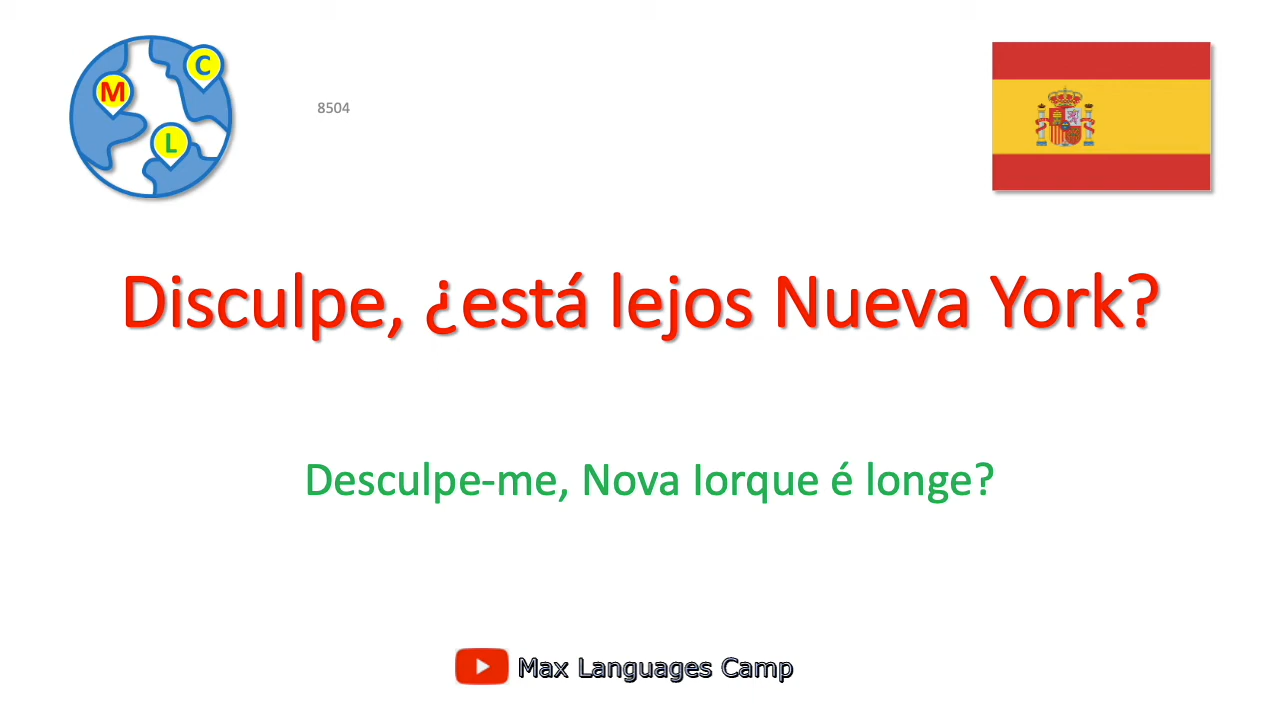 M
C
L
8504
Disculpe, ¿está lejos Nueva York?
Desculpe-me, Nova Iorque é longe?
Max Languages Camp